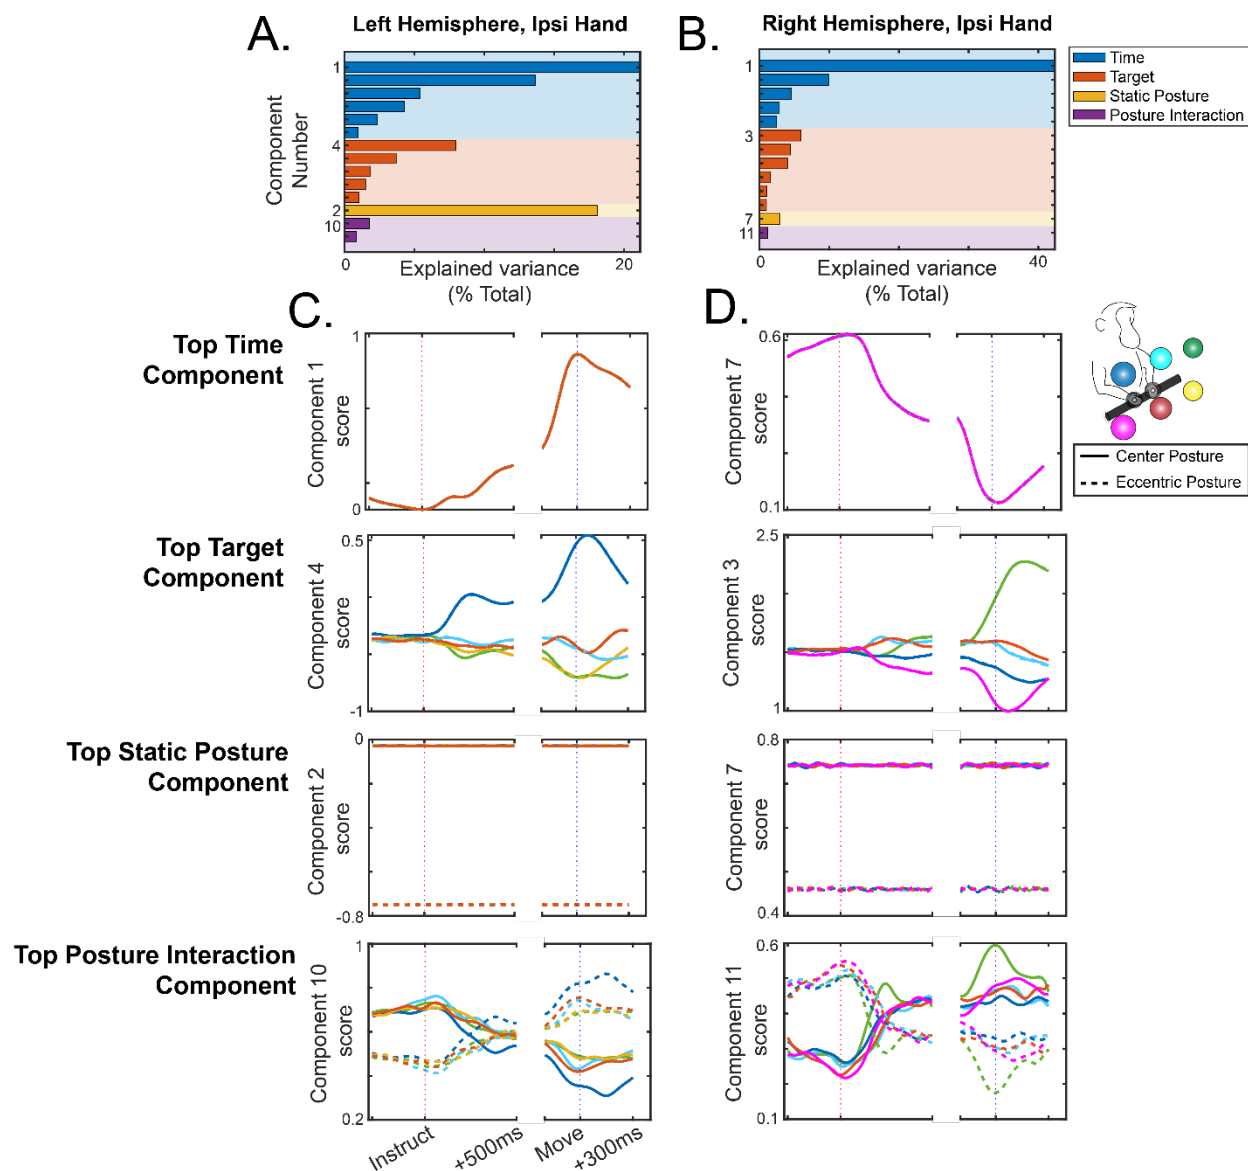 A.
Left Hemisphere, Ipsi Hand
B.
Right Hemisphere, Ipsi Hand
Time
Target
Static Posture
Posture Interaction
Component
Number
1
4
2
10
0
20
Explained variance
(% Total)
1
3
7
11
0
40
Explained variance
(% Total)
C.
D.
Top Time
Component
Component 1
score
1
0
Component 7
score
0.6
0.1
Center Posture
Eccentric Posture
Top Target
Component
Component 4
score
0.5
-1
Component 3
score
2.5
1
Top Static Posture
Component
Component 2
score
0
-0.8
Component 7
score
0.8
0.4
Top Posture Interaction
Component
Component 10
score
1
0.2
Component 11
score
0.6
0.1
Instruct
+500ms
Move
+300ms